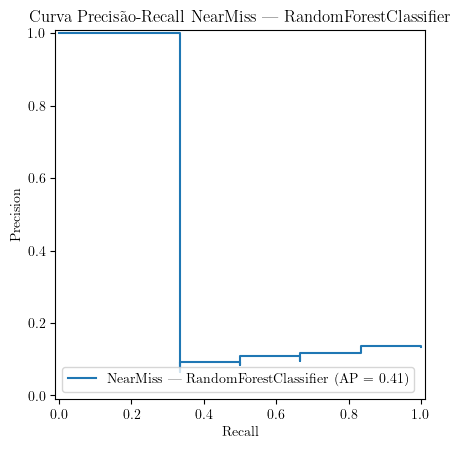 Curva Precisão-Recall NearMiss — RandomForestClassifier
1.0
0.8
0.6
0.4
0.2
0.0
Precision
NearMiss — RandomForestClassifier (AP = 0.41)
0.0 0.2 0.4 0.6 0.8 1.0
Recall